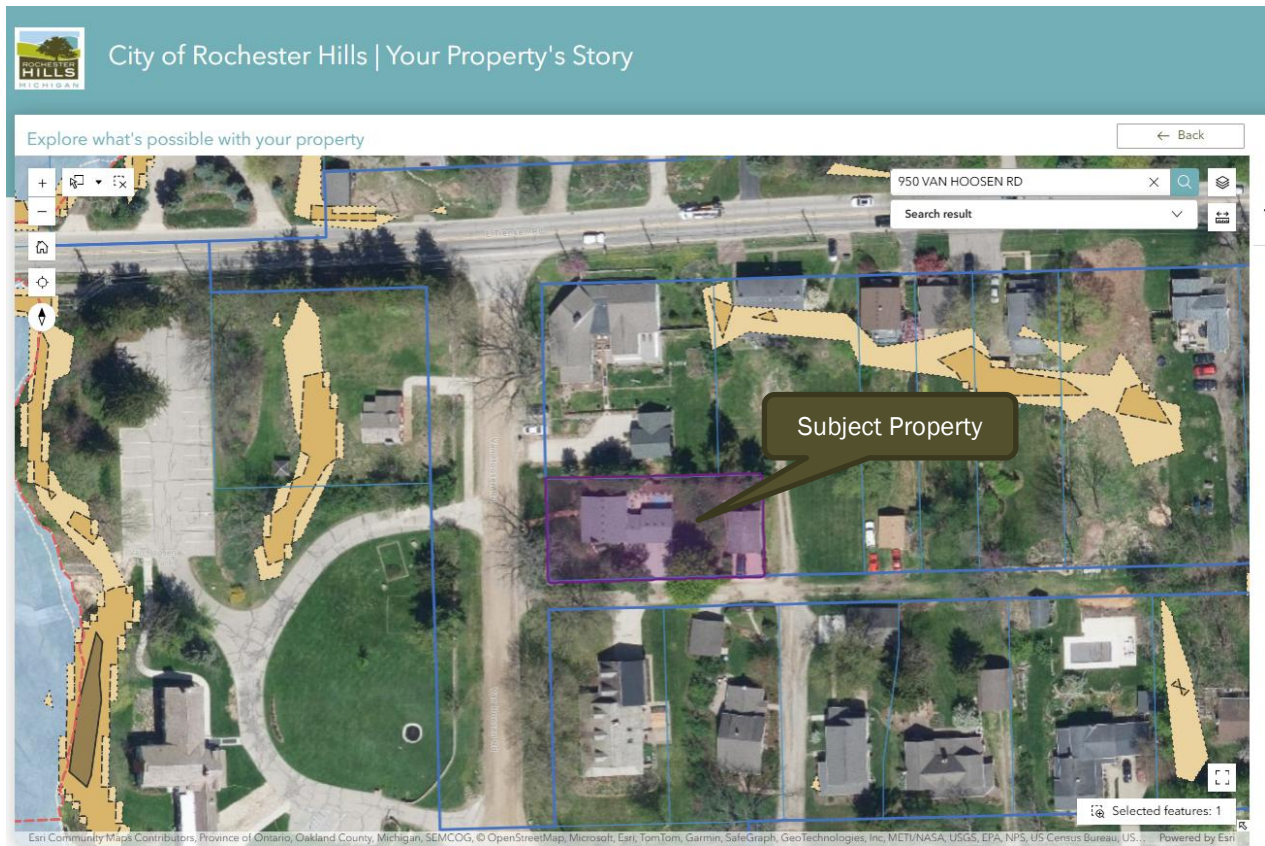 ROCHESTER
HILLS
MICHIGAN
City of Rochester Hills | Your Property's Story
Explore what's possible with your property
← Back
950 VAN HOOSEN RD
Search result
Subject Property
Selected features: 1
Esri Community Maps Contributors, Province of Ontario, Oakland County, Michigan, SEMCOG, © OpenStreetMap, Microsoft, Esri, TomTom, Garmin, SafeGraph, GeoTechnologies, Inc, METI/NASA, USGS, EPA, NPS, US Census Bureau, US... Powered by Esri